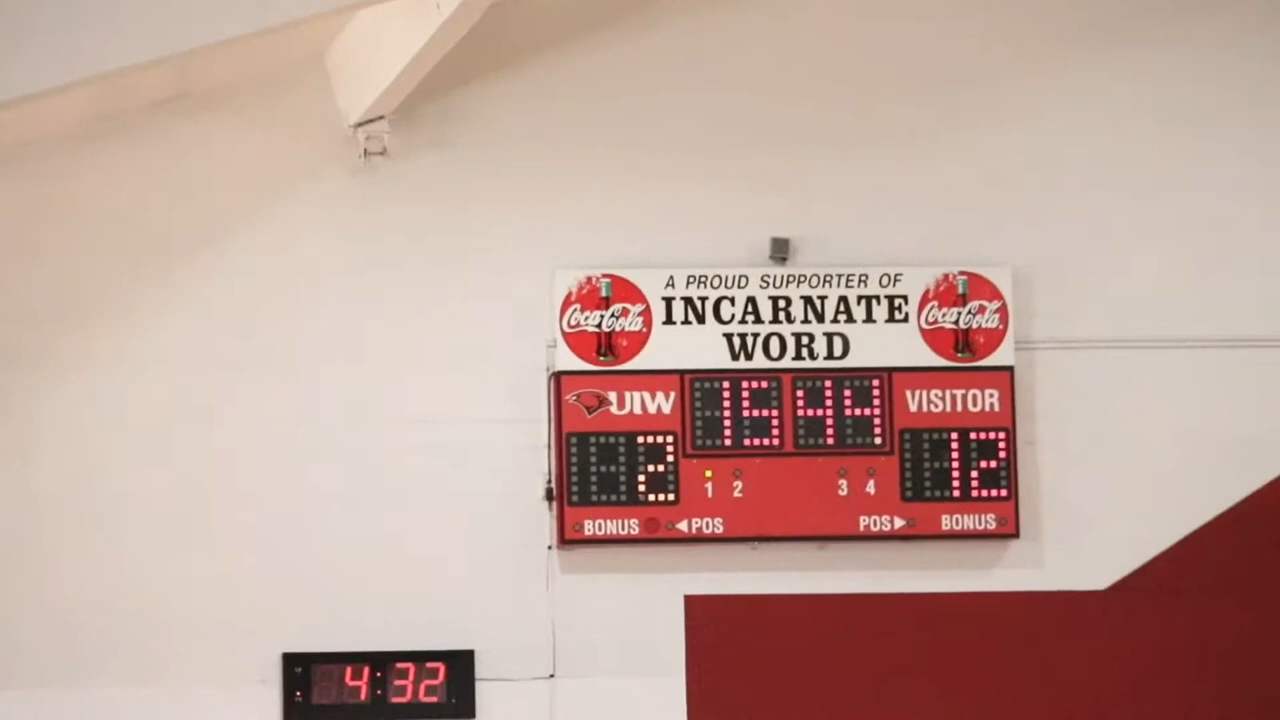 A PROUD SUPPORTER OF
Coca-Cola INCARNATE Coca-Cola
WORD
UIW 15 44 VISITOR
2 12
1 2 3 4
BONUS ◀POS POS▶ BONUS
4:32